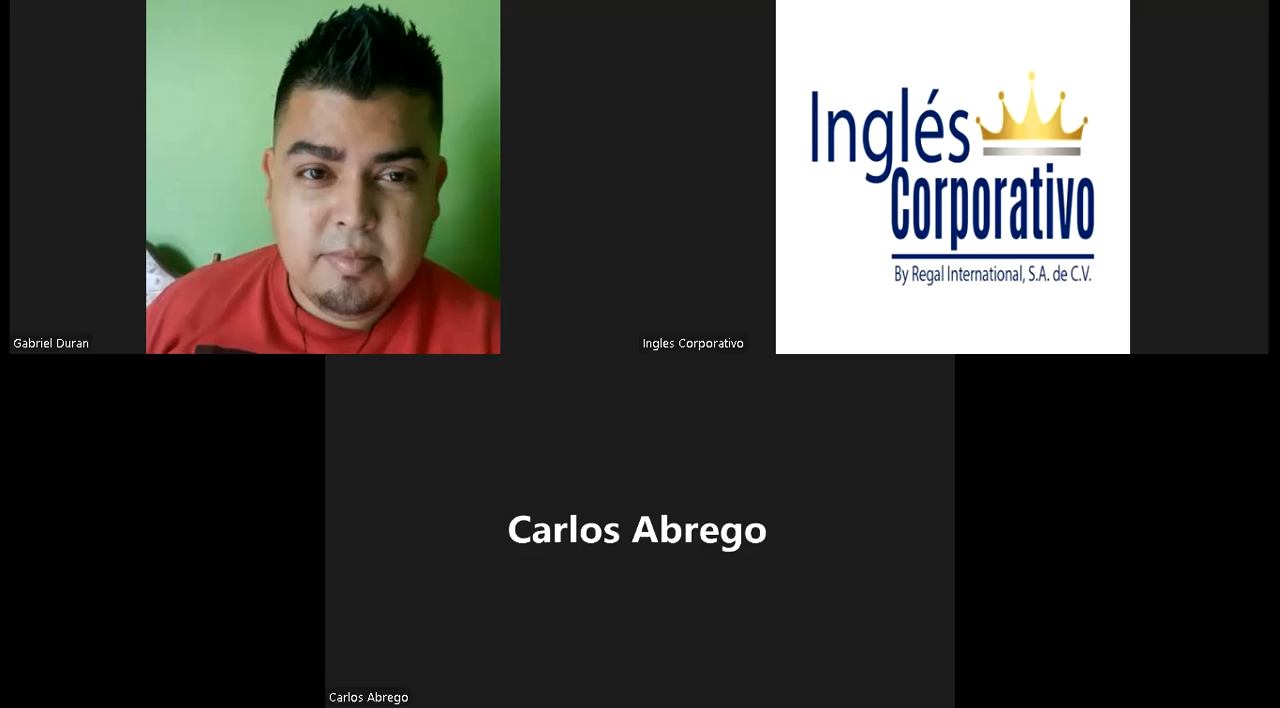 Inglés
Corporativo
By Regal International, S.A. de C.V.
Gabriel Duran
Ingles Corporativo
Carlos Abrego
Carlos Abrego